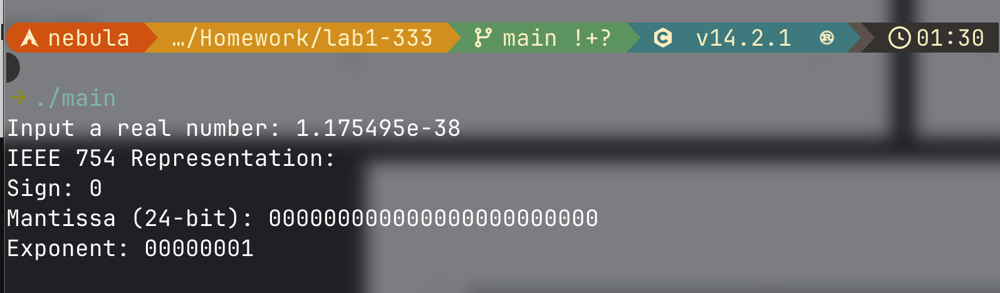 nebula …/Homework/lab1-333 main !+? C v14.2.1 R 01:30
→ ./main
Input a real number: 1.175495e-38
IEEE 754 Representation:
Sign: 0
Mantissa (24-bit): 000000000000000000000000
Exponent: 00000001